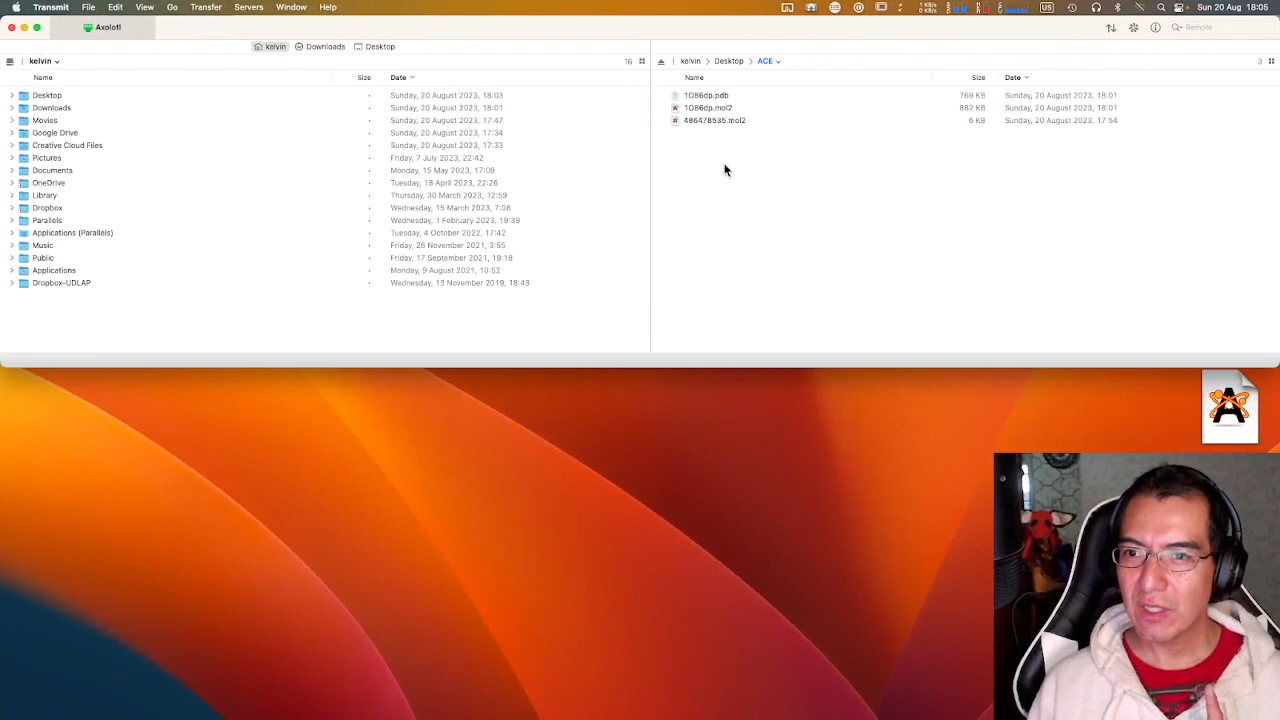 Transmit File Edit View Go Transfer Servers Window Help
US Sun 20 Aug 18:05
Axolotl
Remote
kelvin Downloads Desktop
kelvin 16
kelvin Desktop ACE 3
Name Size Date
Name Size Date
Desktop Sunday, 20 August 2023, 18:03
Downloads Sunday, 20 August 2023, 18:01
Movies Sunday, 20 August 2023, 17:47
Google Drive Sunday, 20 August 2023, 17:34
Creative Cloud Files Sunday, 20 August 2023, 17:33
Pictures Friday, 7 July 2023, 22:42
Documents Monday, 15 May 2023, 17:09
OneDrive Tuesday, 18 April 2023, 22:26
Library Thursday, 30 March 2023, 12:59
Dropbox Wednesday, 15 March 2023, 7:08
Parallels Wednesday, 1 February 2023, 19:39
Applications (Parallels) Tuesday, 4 October 2022, 17:42
Music Friday, 26 November 2021, 3:55
Public Friday, 17 September 2021, 19:18
Applications Monday, 9 August 2021, 10:52
Dropbox-UDLAP Wednesday, 13 November 2019, 18:43
1O86dp.pdb 769 KB Sunday, 20 August 2023, 18:01
1O86dp.mol2 882 KB Sunday, 20 August 2023, 18:01
486478535.mol2 6 KB Sunday, 20 August 2023, 17:54